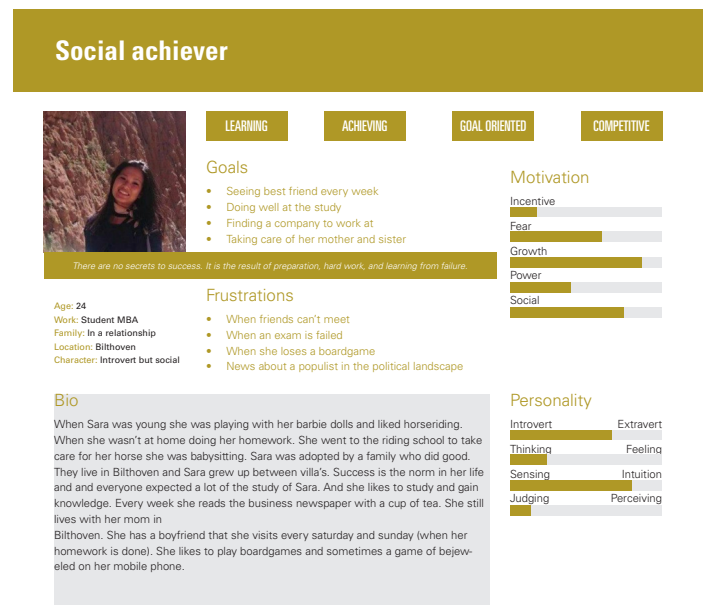 Social achiever
LEARNING
ACHIEVING
GOAL ORIENTED
COMPETITIVE
Goals
• Seeing best friend every week
• Doing well at the study
• Finding a company to work at
• Taking care of her mother and sister
There are no secrets to success. It is the result of preparation, hard work, and learning from failure.
Age: 24
Work: Student MBA
Family: In a relationship
Location: Bilthoven
Character: Introvert but social
Frustrations
• When friends can't meet
• When an exam is failed
• When she loses a boardgame
• News about a populist in the political landscape
Motivation
Incentive
Fear
Growth
Power
Social
Bio
When Sara was young she was playing with her barbie dolls and liked horseriding.
When she wasn't at home doing her homework. She went to the riding school to take
care for her horse she was babysitting. Sara was adopted by a family who did good.
They live in Bilthoven and Sara grew up between villa's. Success is the norm in her life
and and everyone expected a lot of the study of Sara. And she likes to study and gain
knowledge. Every week she reads the business newspaper with a cup of tea. She still
lives with her mom in
Bilthoven. She has a boyfriend that she visits every saturday and sunday (when her
homework is done). She likes to play boardgames and sometimes a game of bejew-
eled on her mobile phone.
Personality
Introvert Extravert
Thinking Feeling
Sensing Intuition
Judging Perceiving